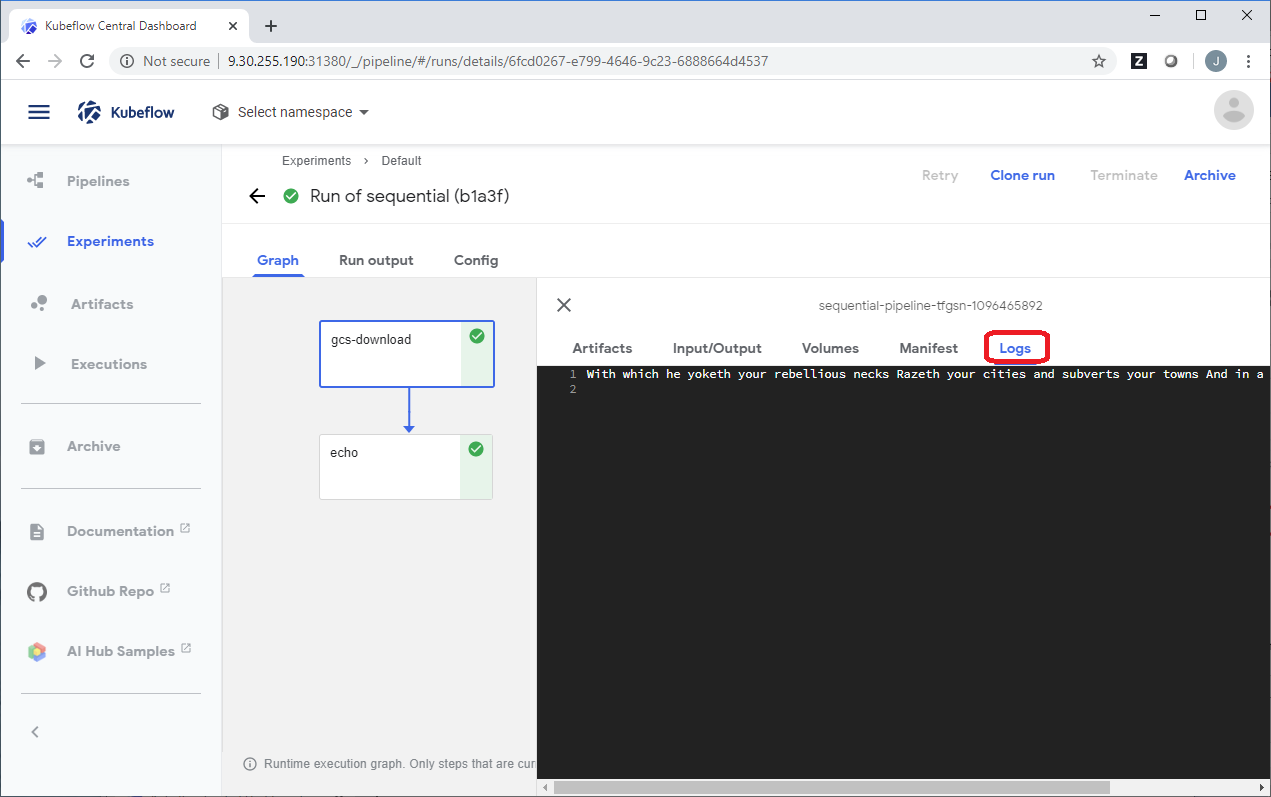 Kubeflow Central Dashboard
Not secure 9.30.255.190:31380/_/pipeline/#/runs/details/6fcd0267-e799-4646-9c23-6888664d4537
Z
J
Kubeflow
Select namespace
Pipelines
Experiments
Artifacts
Executions
Archive
Documentation
Github Repo
AI Hub Samples
Experiments > Default
Run of sequential (b1a3f)
Retry Clone run Terminate Archive
Graph Run output Config
gcs-download
echo
Runtime execution graph. Only steps that are cur
sequential-pipeline-tfgsn-1096465892
Artifacts Input/Output Volumes Manifest Logs
1 With which he yoketh your rebellious necks Razeth your cities and subverts your towns And in a
2